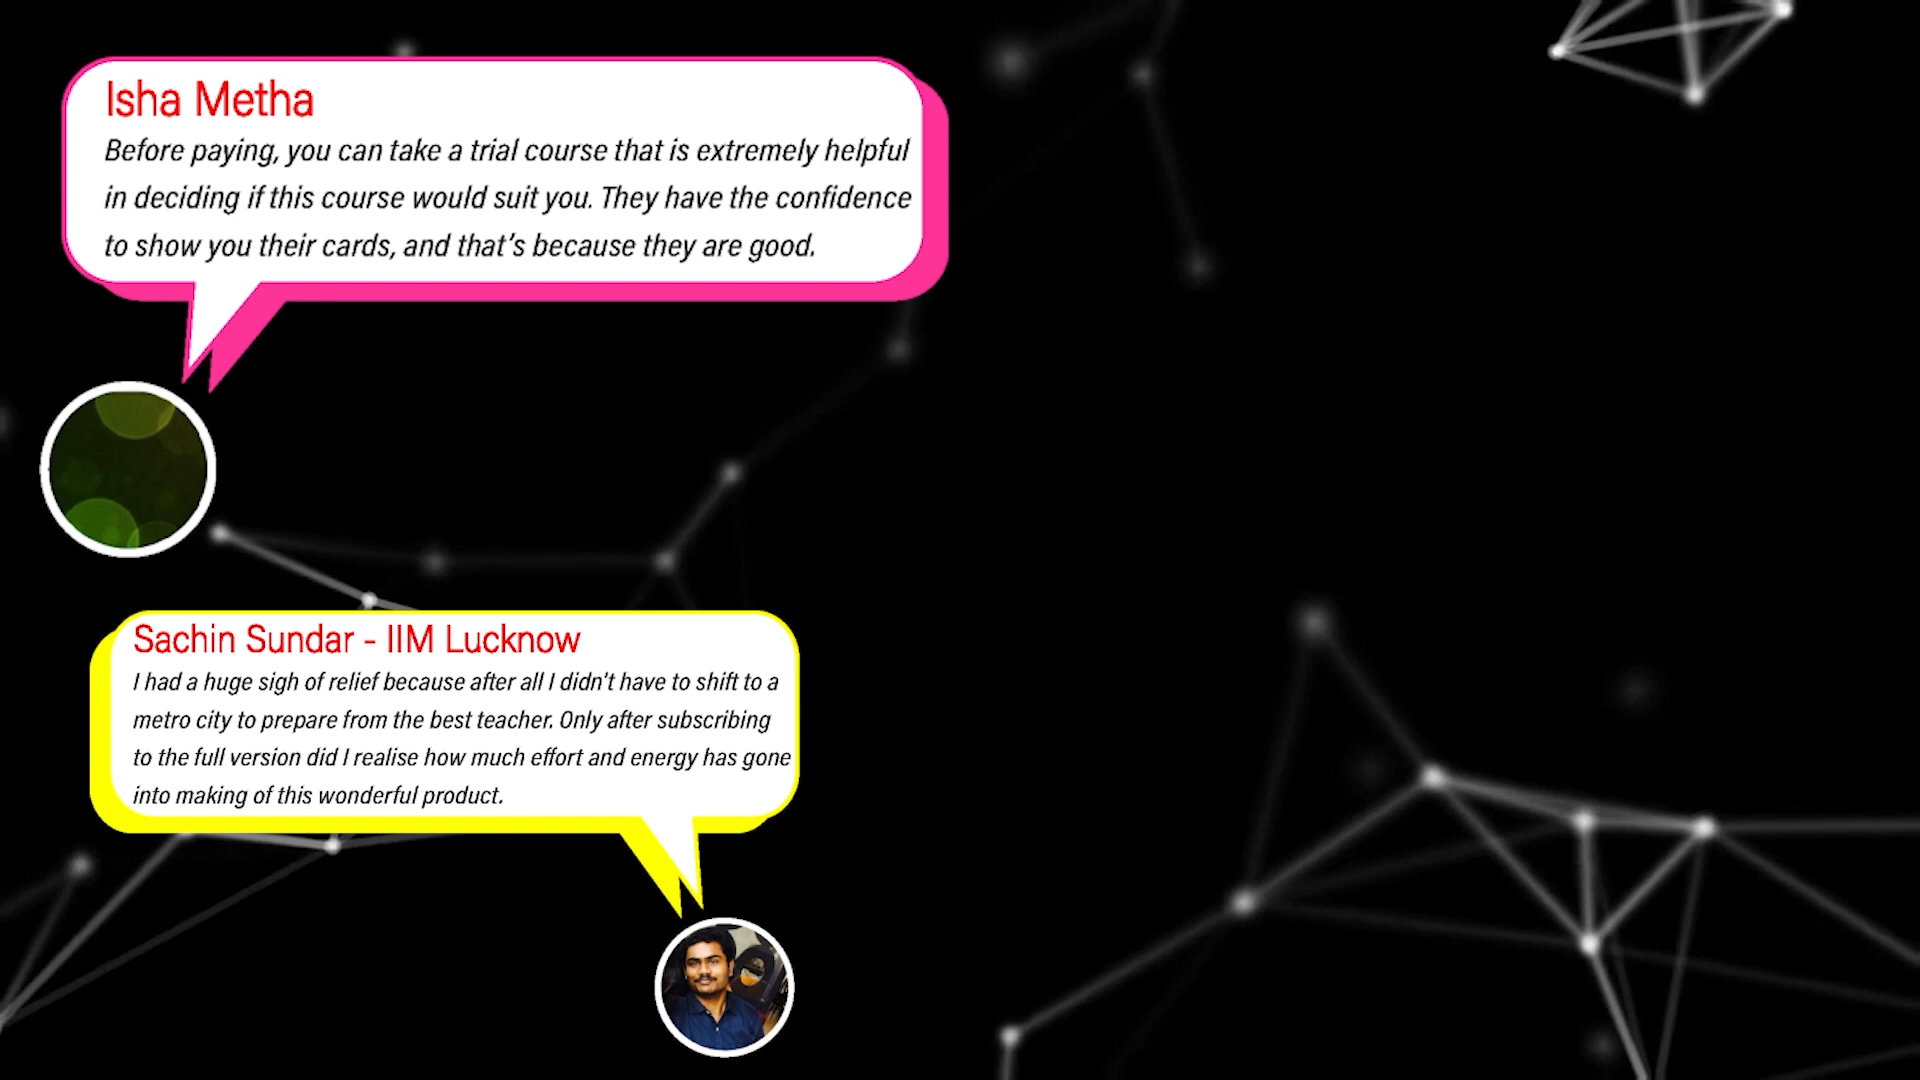 Isha Metha
Before paying, you can take a trial course that is extremely helpful
in deciding if this course would suit you. They have the confidence
to show you their cards, and that's because they are good.
Sachin Sundar - IIM Lucknow
I had a huge sigh of relief because after all I didn't have to shift to a
metro city to prepare from the best teacher. Only after subscribing
to the full version did I realise how much effort and energy has gone
into making of this wonderful product.